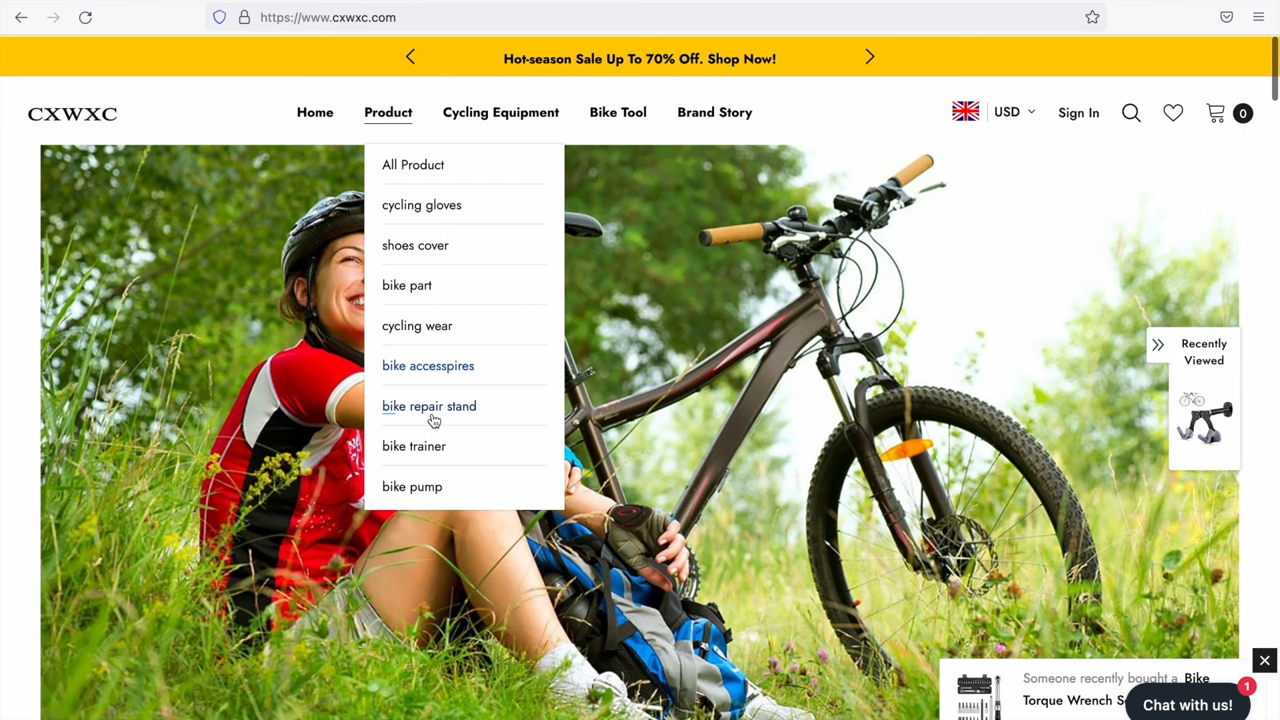 https://www.cxwxc.com
Hot-season Sale Up To 70% Off. Shop Now!
CXWXC
Home
Product
Cycling Equipment
Bike Tool
Brand Story
USD
Sign In
0
All Product
cycling gloves
shoes cover
bike part
cycling wear
bike accesspires
bike repair stand
bike trainer
bike pump
Recently
Viewed
Someone recently bought a Bike
Torque Wrench S
Chat with us!
1